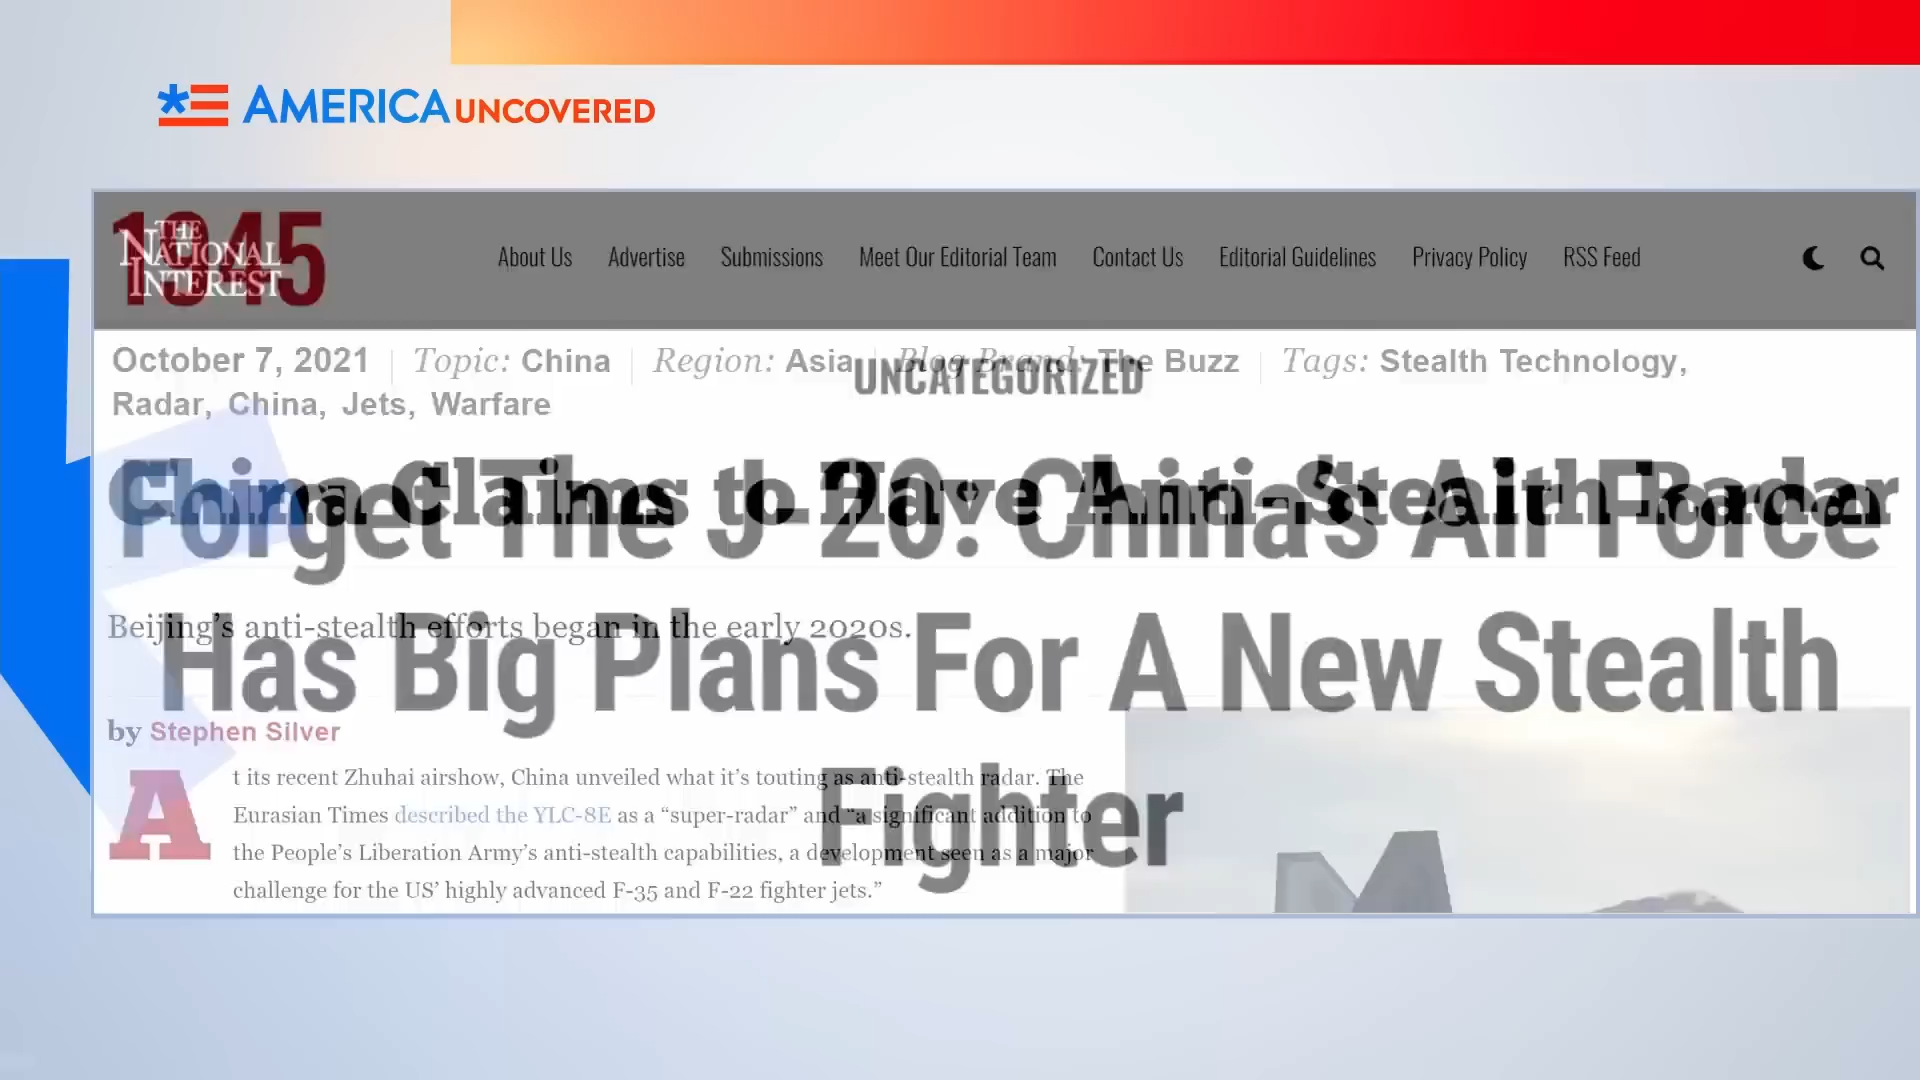 AMERICA UNCOVERED
1945
THE
NATIONAL
INTEREST
About Us Advertise Submissions Meet Our Editorial Team Contact Us Editorial Guidelines Privacy Policy RSS Feed
October 7, 2021 Topic: China Region: Asia Blog Brand: The Buzz Tags: Stealth Technology,
UNCATEGORIZED
Radar, China, Jets, Warfare
China Claims to Have Anti-Stealth Radar
Forget The J-20: China's Air Force
Has Big Plans For A New Stealth
Fighter
Beijing's anti-stealth efforts began in the early 2020s.
by Stephen Silver
At its recent Zhuhai airshow, China unveiled what it's touting as anti-stealth radar. The
Eurasian Times described the YLC-8E as a “super-radar” and “a significant addition to
the People's Liberation Army's anti-stealth capabilities, a development seen as a major
challenge for the US' highly advanced F-35 and F-22 fighter jets.”